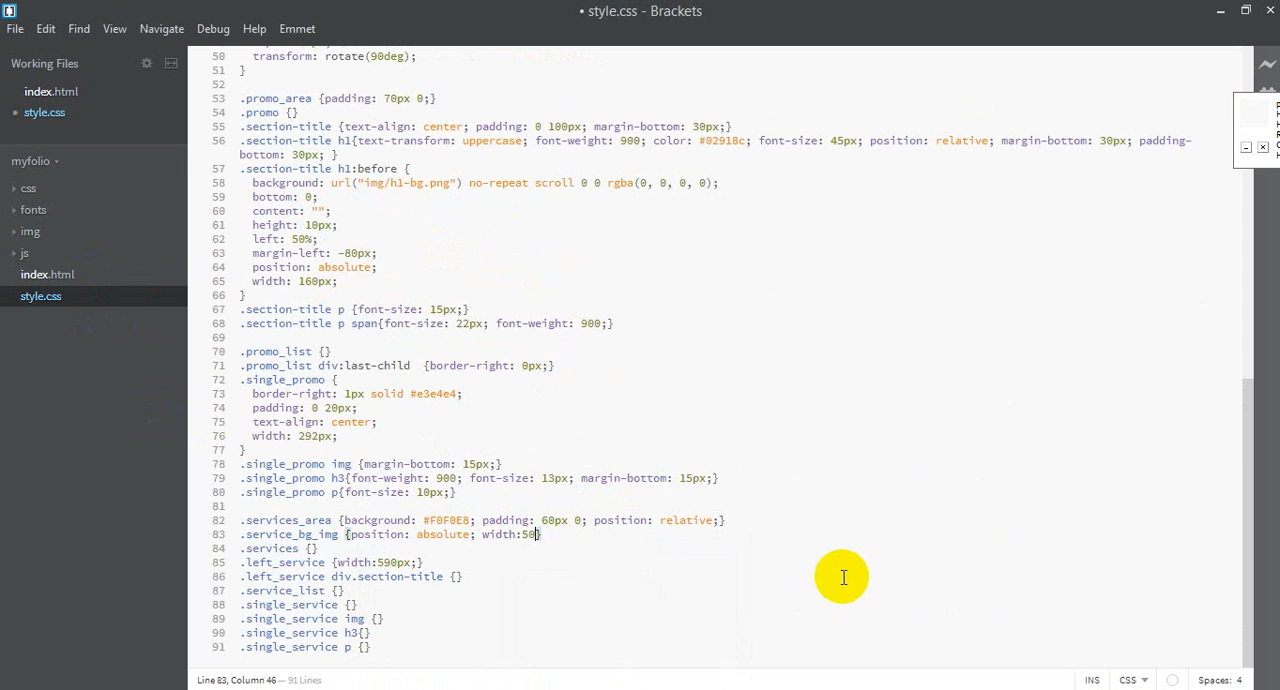 • style.css - Brackets
File Edit Find View Navigate Debug Help Emmet
Working Files
index.html
• style.css
myfolio
css
fonts
img
js
index.html
style.css
50 transform: rotate(90deg);
51 }
52
53 .promo_area {padding: 70px 0;}
54 .promo {}
55 .section-title {text-align: center; padding: 0 100px; margin-bottom: 30px;}
56 .section-title h1{text-transform: uppercase; font-weight: 900; color: #02918c; font-size: 45px; position: relative; margin-bottom: 30px; padding-
bottom: 30px; }
57 .section-title h1:before {
58 background: url("img/h1-bg.png") no-repeat scroll 0 0 rgba(0, 0, 0, 0);
59 bottom: 0;
60 content: "";
61 height: 10px;
62 left: 50%;
63 margin-left: -80px;
64 position: absolute;
65 width: 160px;
66 }
67 .section-title p {font-size: 15px;}
68 .section-title p span{font-size: 22px; font-weight: 900;}
69
70 .promo_list {}
71 .promo_list div:last-child {border-right: 0px;}
72 .single_promo {
73 border-right: 1px solid #e3e4e4;
74 padding: 0 20px;
75 text-align: center;
76 width: 292px;
77 }
78 .single_promo img {margin-bottom: 15px;}
79 .single_promo h3{font-weight: 900; font-size: 13px; margin-bottom: 15px;}
80 .single_promo p{font-size: 10px;}
81
82 .services_area {background: #F0F0E8; padding: 60px 0; position: relative;}
83 .service_bg_img {position: absolute; width:50}
84 .services {}
85 .left_service {width:590px;}
86 .left_service div.section-title {}
87 .service_list {}
88 .single_service {}
89 .single_service img {}
90 .single_service h3{}
91 .single_service p {}
Line 83, Column 46 — 91 Lines
INS CSS Spaces: 4